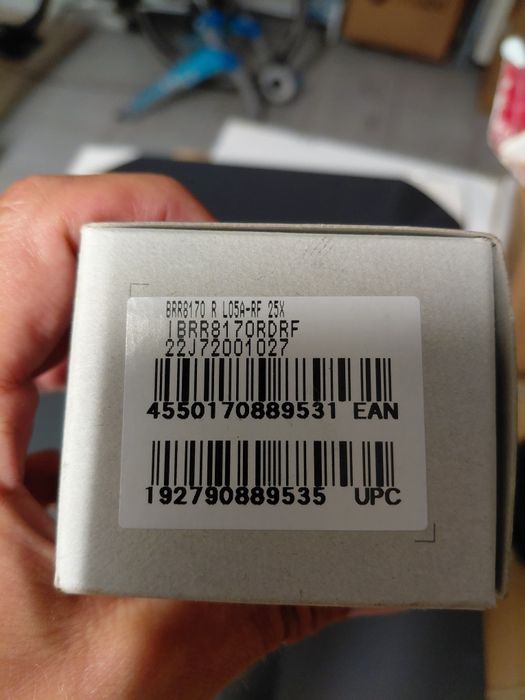 BRR8170 R L05A-RF 25X
IBRR8170RDRF
22J72001027
4550170889531 EAN
192790889535 UPC